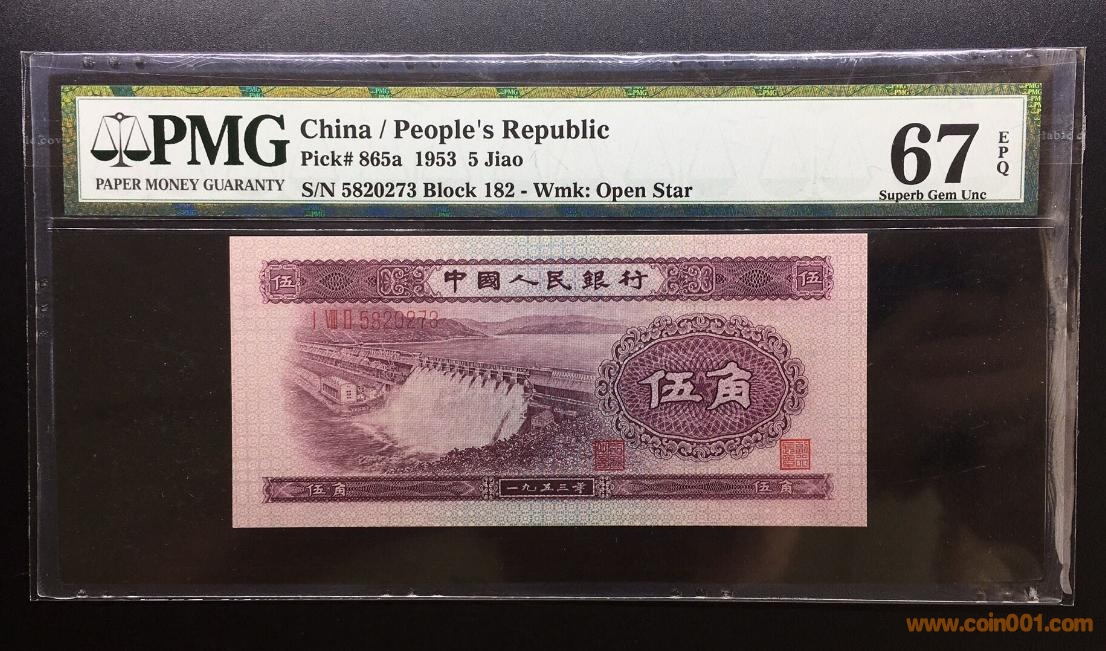 PMG
PAPER MONEY GUARANTY
China / People's Republic
Pick# 865a 1953 5 Jiao
S/N 5820273 Block 182 - Wmk: Open Star
67
EPQ
Superb Gem Unc
中國人民銀行
伍
伍
I VIII II 5820273
伍角
伍角
一九五三年
伍角
www.coin001.com